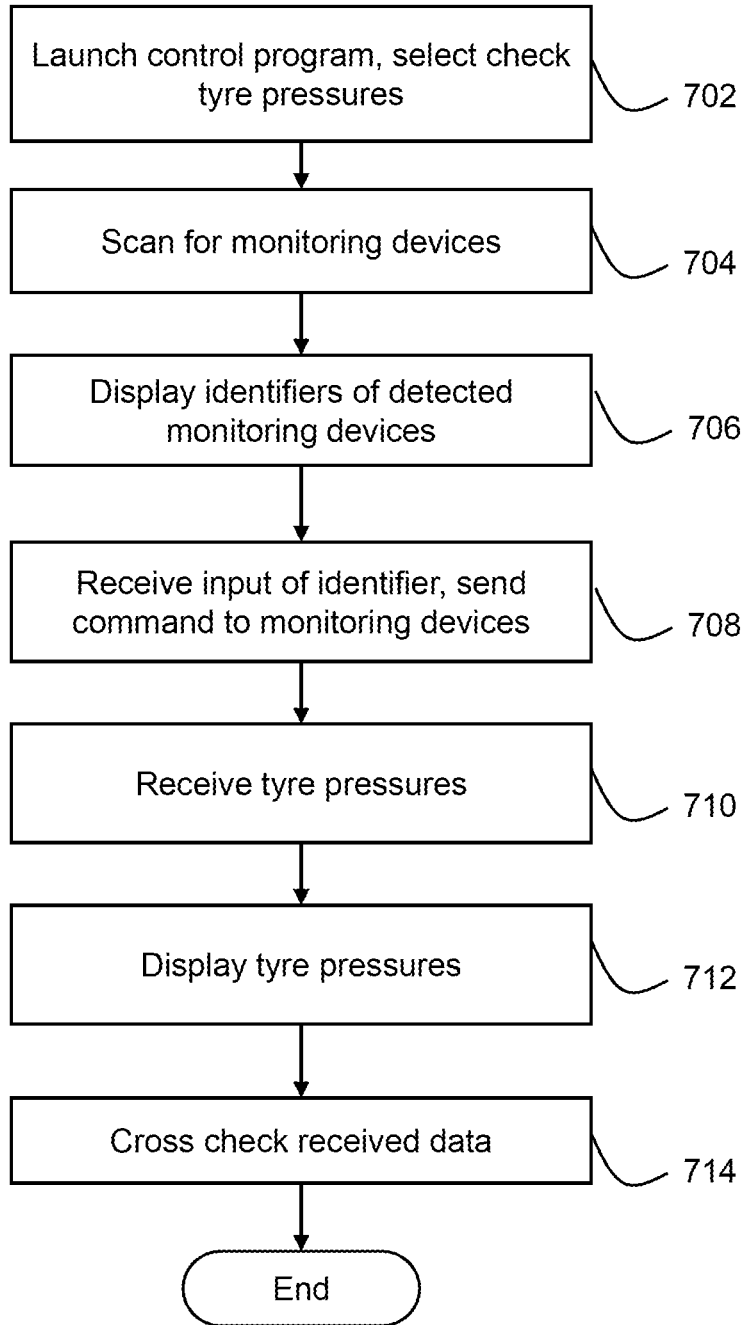 Launch control program, select check
tyre pressures
702
Scan for monitoring devices
704
Display identifiers of detected
monitoring devices
706
Receive input of identifier, send
command to monitoring devices
708
Receive tyre pressures
710
Display tyre pressures
712
Cross check received data
714
End